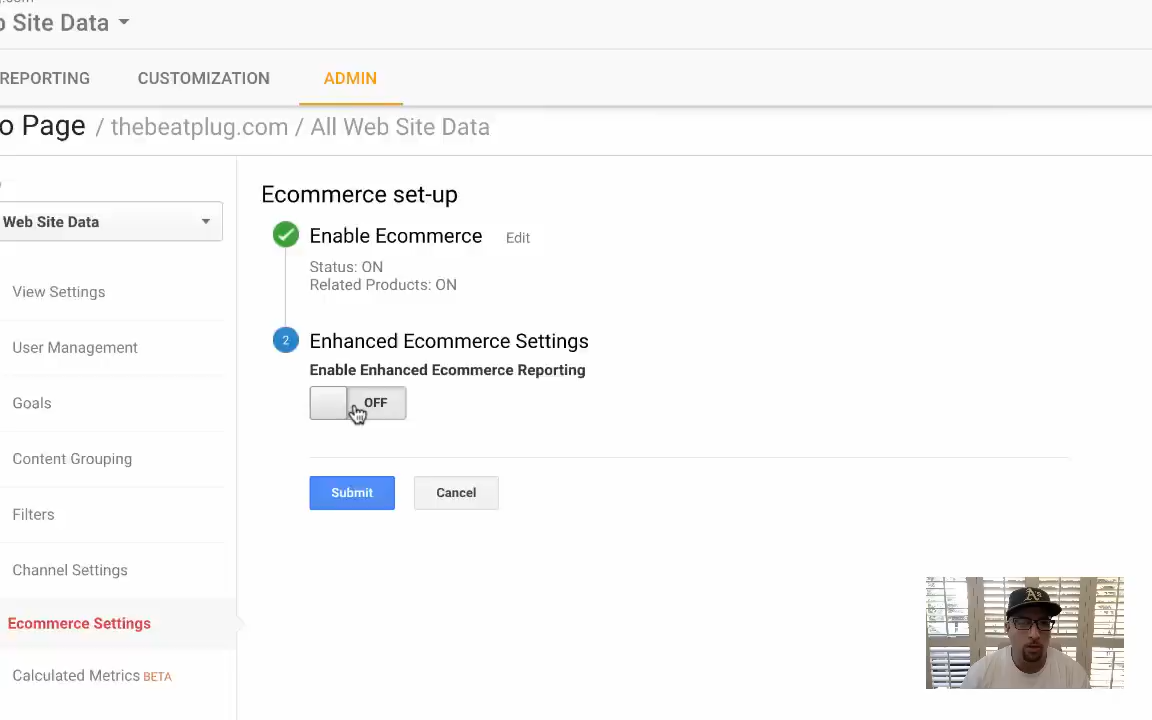 Site Data
REPORTING
CUSTOMIZATION
ADMIN
o Page / thebeatplug.com / All Web Site Data
Web Site Data
View Settings
User Management
Goals
Content Grouping
Filters
Channel Settings
Ecommerce Settings
Calculated Metrics BETA
Ecommerce set-up
Enable Ecommerce Edit
Status: ON
Related Products: ON
2 Enhanced Ecommerce Settings
Enable Enhanced Ecommerce Reporting
OFF
Submit
Cancel
A's